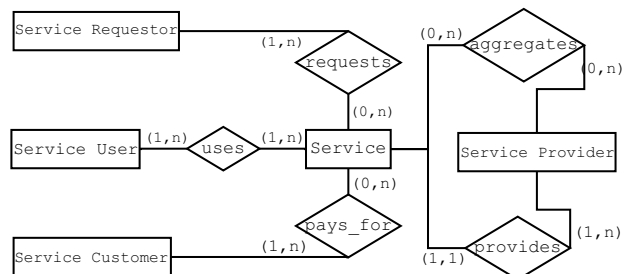 Service Requestor
(1,n)
requests
(0,n)
(0,n)
aggregates
(0,n)
Service User
(1,n)
uses
(1,n)
Service
Service Provider
(0,n)
pays_for
(1,n)
Service Customer
(1,n)
(1,1)
provides